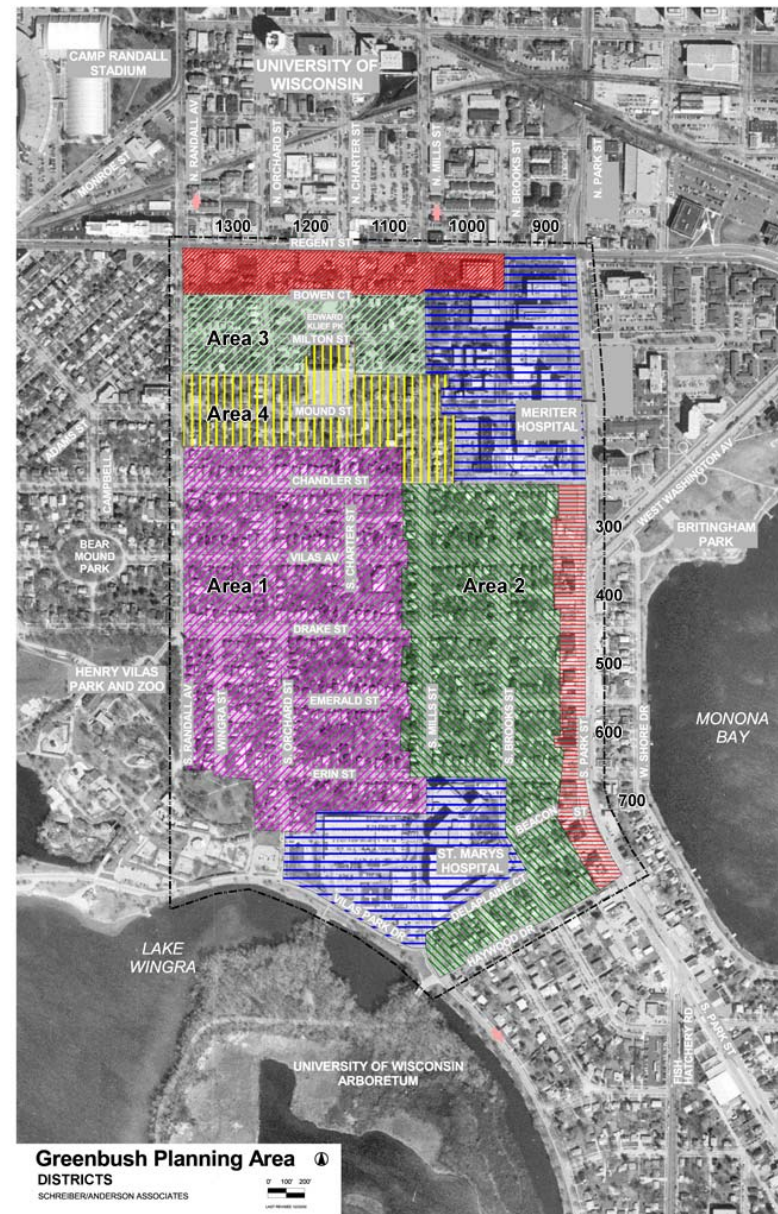 CAMP RANDALL
STADIUM
UNIVERSITY OF
WISCONSIN
MONROE ST
N. RANDALL AV
N. ORCHARD ST
N. CHARTER ST
N. MILLS ST
N. BROOKS ST
N. PARK ST
1300
1200
1100
1000
900
REGENT ST
BOWEN CT
EDWARD
KLIEF PK
MILTON ST
Area 3
Area 4
MOUND ST
MERITER
HOSPITAL
ADAMS ST
CAMPBELL
CHANDLER ST
WEST WASHINGTON AV
BRITINGHAM
PARK
300
BEAR
MOUND
PARK
VILAS AV
S. CHARTER ST
Area 1
Area 2
400
DRAKE ST
500
HENRY VILAS
PARK AND ZOO
S. RANDALL AV
WINGRA ST
S. ORCHARD ST
EMERALD ST
S. MILLS ST
S. BROOKS ST
S. PARK ST
600
W. SHORE DR
MONONA
BAY
ERIN ST
700
BEACON ST
ST. MARYS
HOSPITAL
DELAPLAINE CT
VILAS PARK DR
HAYWOOD DR
LAKE
WINGRA
S. PARK ST
FISH
HATCHERY RD
UNIVERSITY OF WISCONSIN
ARBORETUM
Greenbush Planning Area
DISTRICTS
SCHREIBER/ANDERSON ASSOCIATES
0' 100' 200'
LAST REVISED